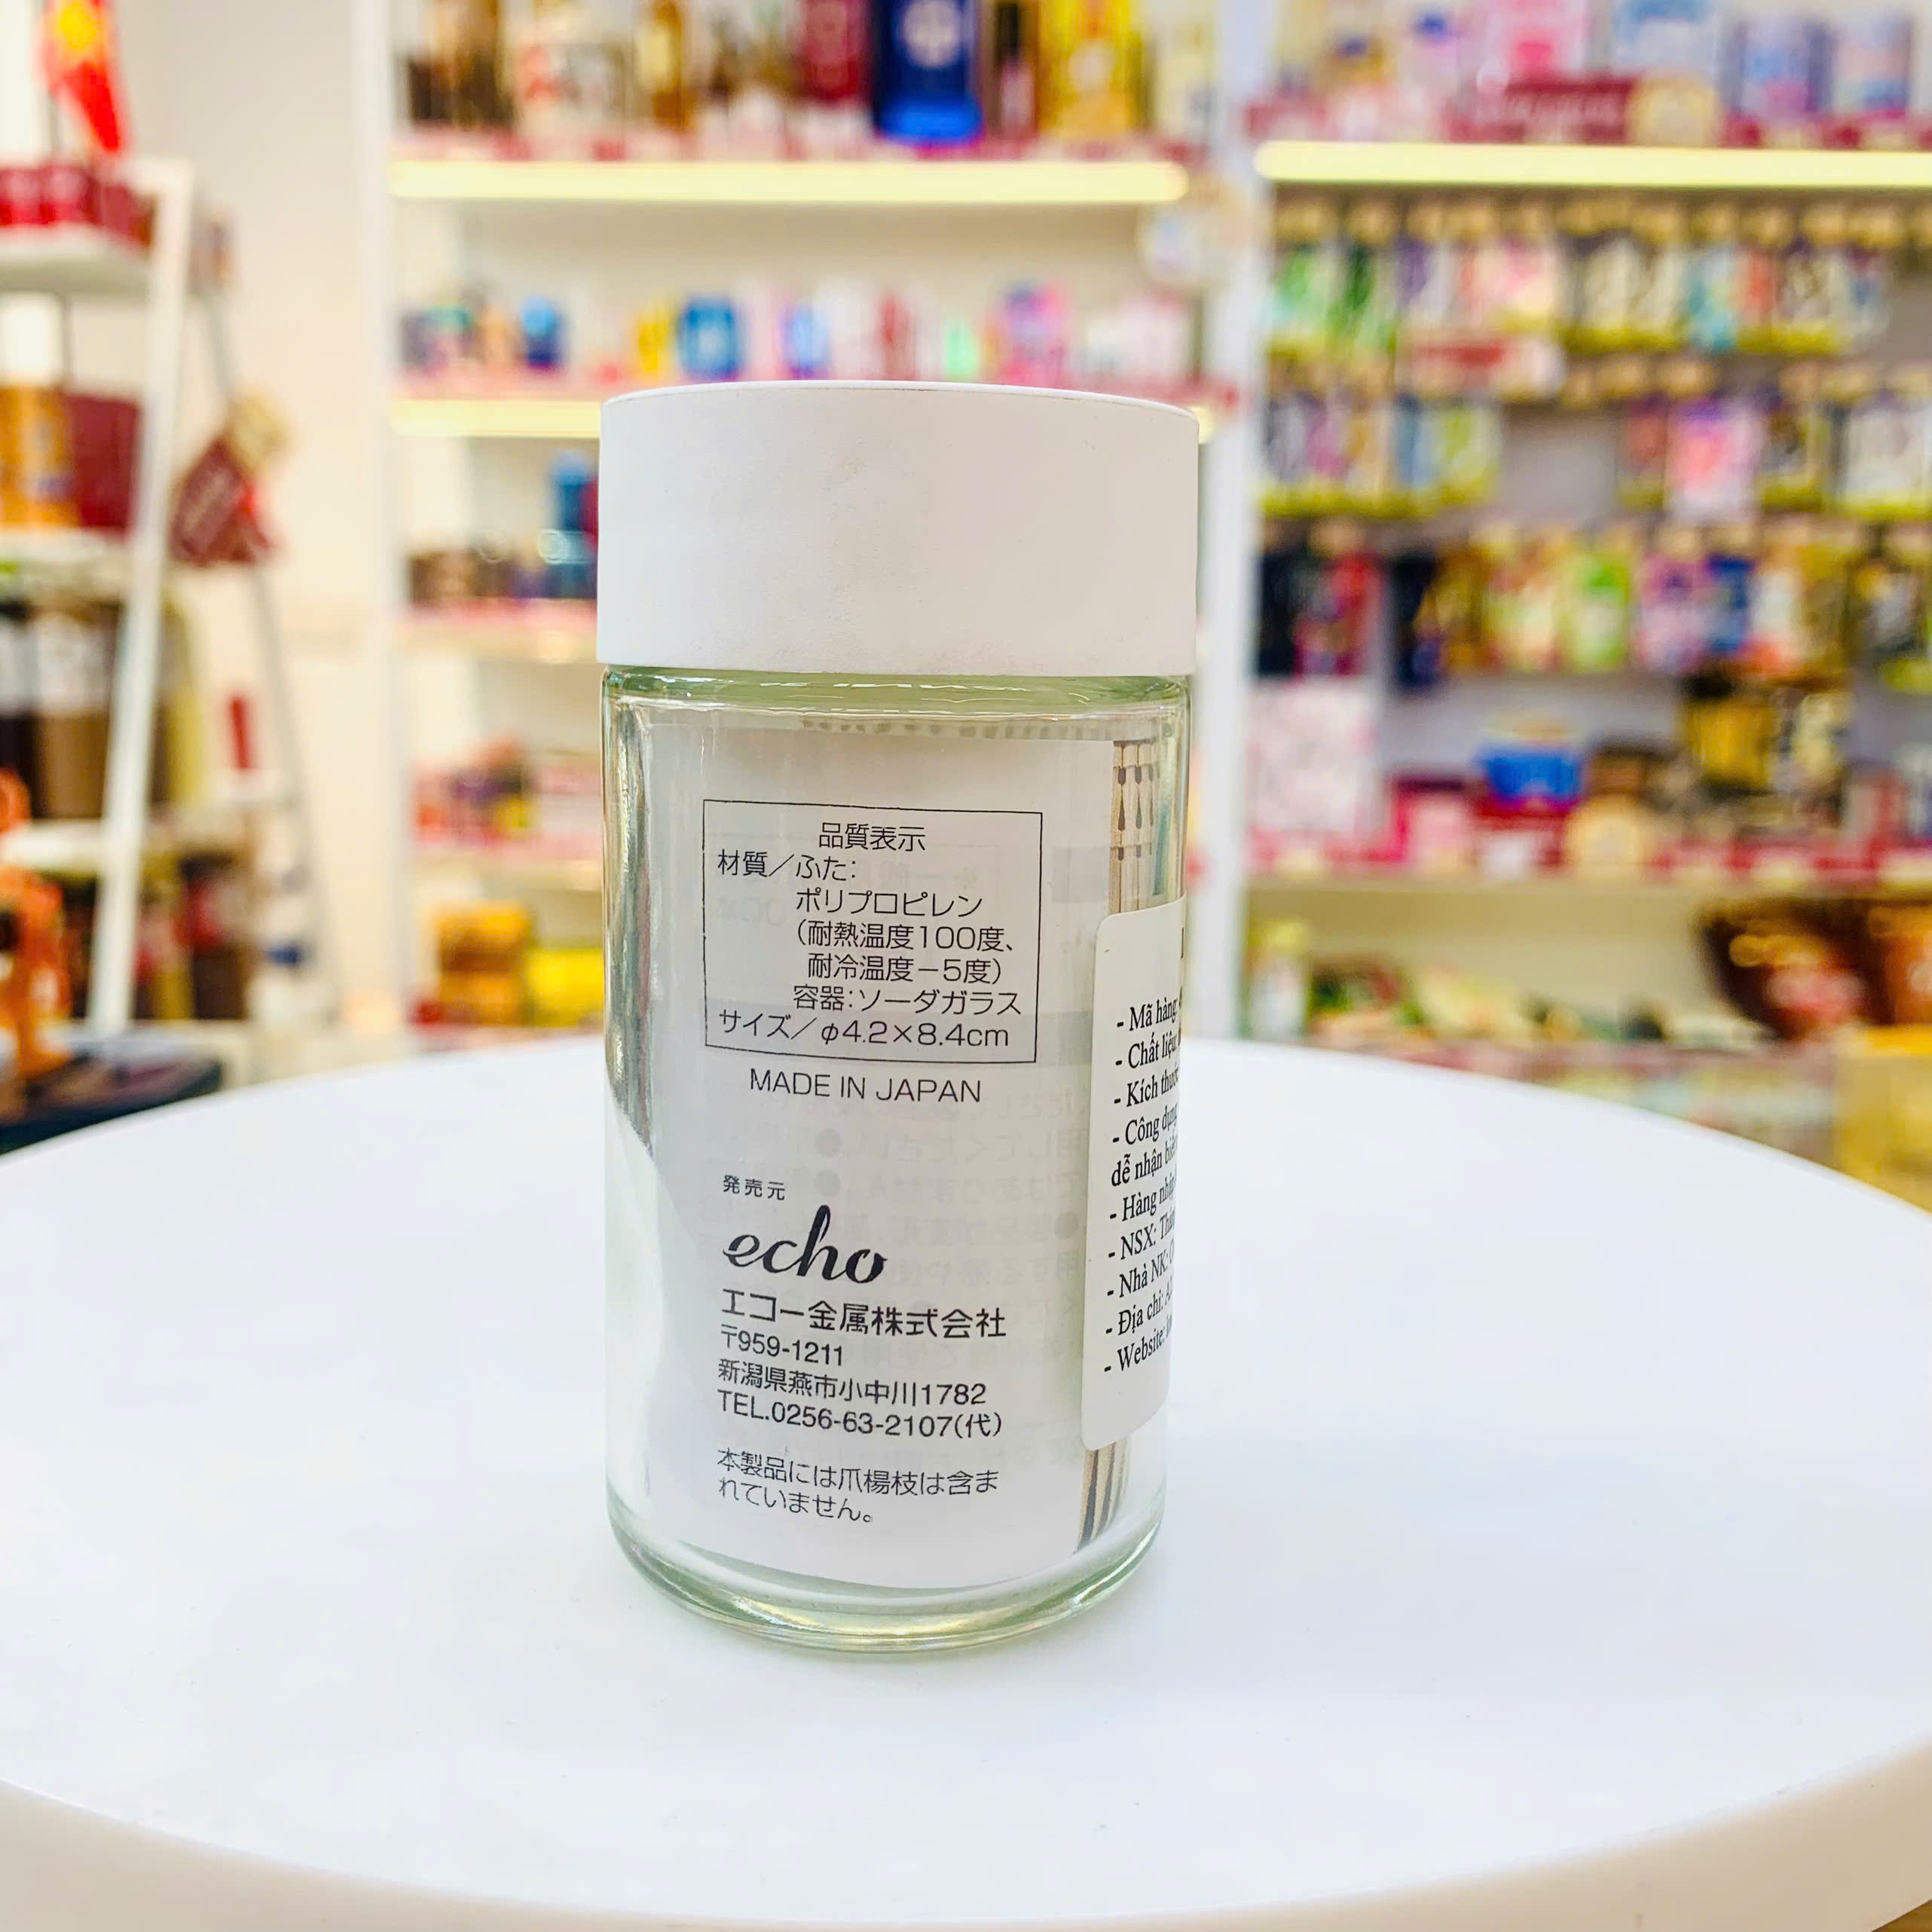 品質表示
材質／ふた:
ポリプロピレン
(耐熱温度100度、
耐冷温度－5度)
容器:ソーダガラス
サイズ／φ4.2×8.4cm
MADE IN JAPAN
発売元
echo
エコー金属株式会社
〒959-1211
新潟県燕市小中川1782
TEL.0256-63-2107(代)
本製品には爪楊枝は含ま
れていません。
- Mã hàng:
- Chất liệu
- Kích thước
- Công dụng
dễ nhận biết
- Hàng nhập
- NSX:
- Nhà NK:
- Địa chỉ:
- Website: